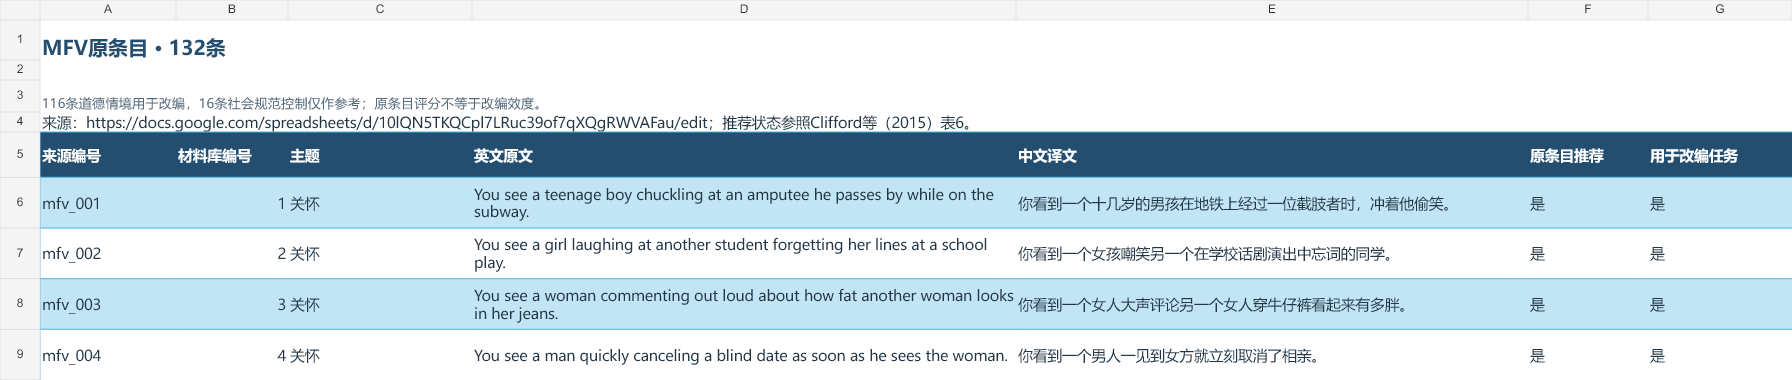 A B C D E F G
1 MFV原条目 • 132条
2
3 116条道德情境用于改编，16条社会规范控制仅作参考；原条目评分不等于改编效度。
4 来源：https://docs.google.com/spreadsheets/d/10lQN5TKQCpl7LRuc39of7qXQgRWVAFau/edit；推荐状态参照Clifford等（2015）表6。
5 来源编号 材料库编号 主题 英文原文 中文译文 原条目推荐 用于改编任务
6 mfv_001 1 关怀 You see a teenage boy chuckling at an amputee he passes by while on the
subway. 你看到一个十几岁的男孩在地铁上经过一位截肢者时，冲着他偷笑。 是 是
7 mfv_002 2 关怀 You see a girl laughing at another student forgetting her lines at a school
play. 你看到一个女孩嘲笑另一个在学校话剧演出中忘词的同学。 是 是
8 mfv_003 3 关怀 You see a woman commenting out loud about how fat another woman looks
in her jeans. 你看到一个女人大声评论另一个女人穿牛仔裤看起来有多胖。 是 是
9 mfv_004 4 关怀 You see a man quickly canceling a blind date as soon as he sees the woman. 你看到一个男人一见到女方就立刻取消了相亲。 是 是